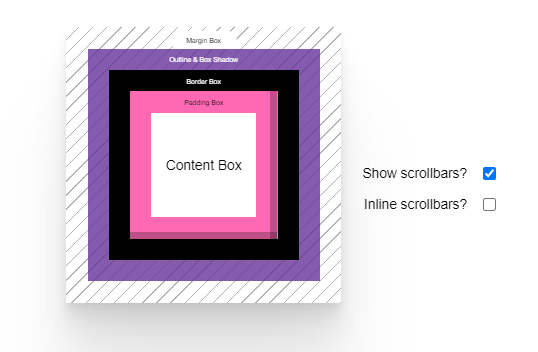 Margin Box
Outline & Box Shadow
Border Box
Padding Box
Content Box
Show scrollbars?
Inline scrollbars?